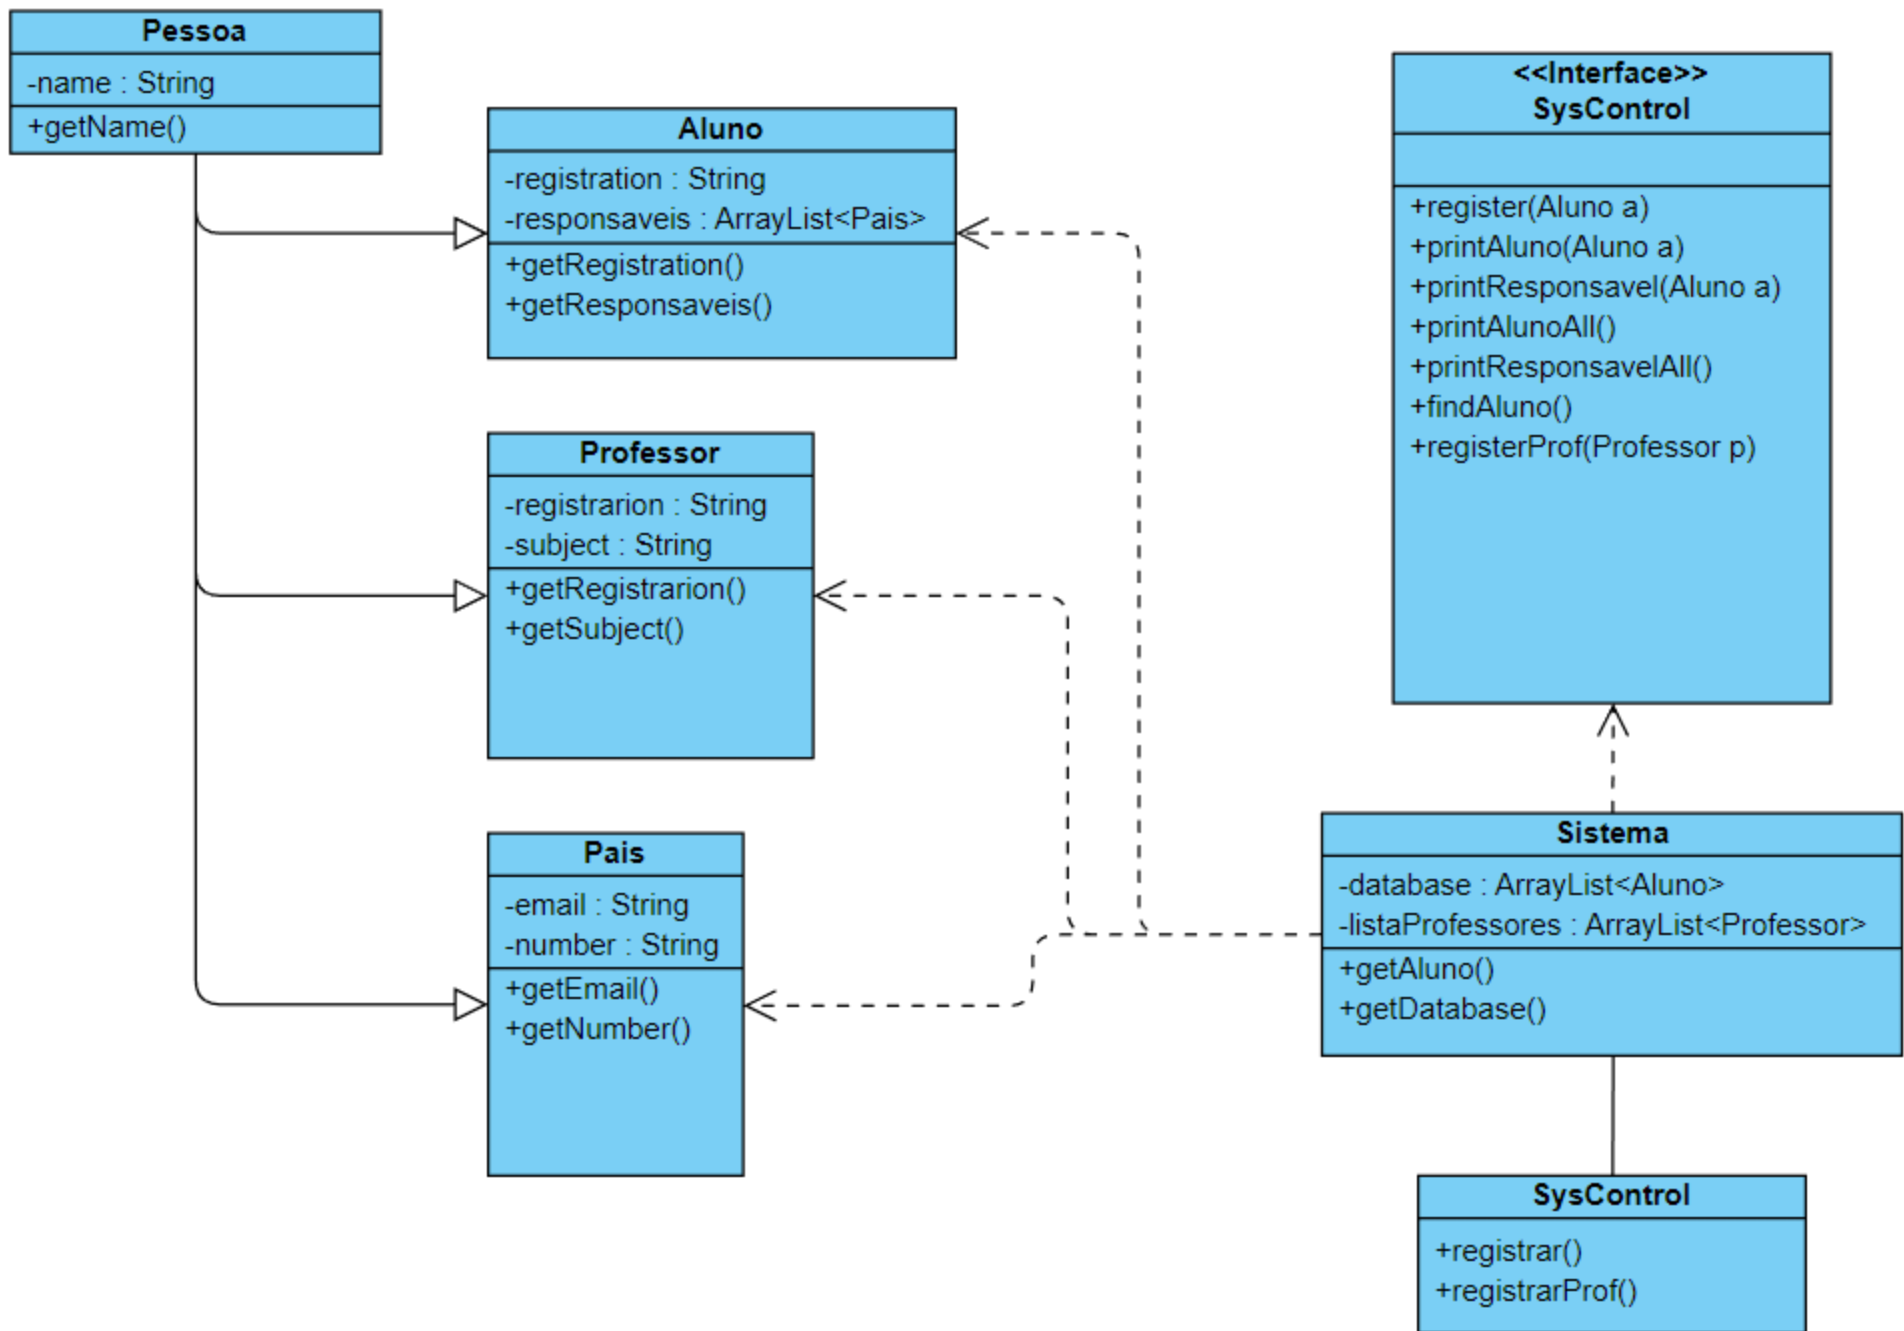 Pessoa
-name : String
+getName()
Aluno
-registration : String
-responsaveis : ArrayList<Pais>
+getRegistration()
+getResponsaveis()
Professor
-registrarion : String
-subject : String
+getRegistrarion()
+getSubject()
Pais
-email : String
-number : String
+getEmail()
+getNumber()
<<Interface>>
SysControl
+register(Aluno a)
+printAluno(Aluno a)
+printResponsavel(Aluno a)
+printAlunoAll()
+printResponsavelAll()
+findAluno()
+registerProf(Professor p)
Sistema
-database : ArrayList<Aluno>
-listaProfessores : ArrayList<Professor>
+getAluno()
+getDatabase()
SysControl
+registrar()
+registrarProf()